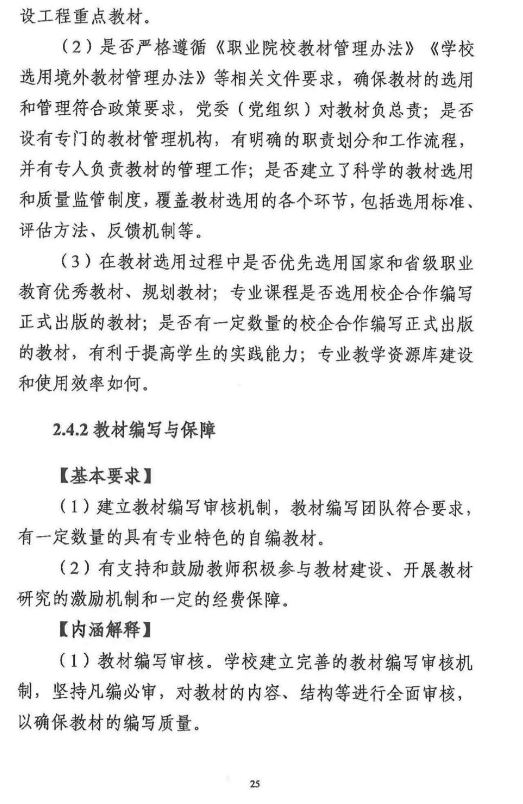 设工程重点教材。
（2）是否严格遵循《职业院校教材管理办法》《学校
选用境外教材管理办法》等相关文件要求，确保教材的选用
和管理符合政策要求，党委（党组织）对教材负总责；是否
设有专门的教材管理机构，有明确的职责划分和工作流程，
并有专人负责教材的管理工作；是否建立了科学的教材选用
和质量监管制度，覆盖教材选用的各个环节，包括选用标准、
评估方法、反馈机制等。
（3）在教材选用过程中是否优先选用国家和省级职业
教育优秀教材、规划教材；专业课程是否选用校企合作编写
正式出版的教材；是否有一定数量的校企合作编写正式出版
的教材，有利于提高学生的实践能力；专业教学资源库建设
和使用效率如何。
2.4.2 教材编写与保障
【基本要求】
（1）建立教材编写审核机制，教材编写团队符合要求，
有一定数量的具有专业特色的自编教材。
（2）有支持和鼓励教师积极参与教材建设、开展教材
研究的激励机制和一定的经费保障。
【内涵解释】
（1）教材编写审核。学校建立完善的教材编写审核机
制，坚持凡编必审，对教材的内容、结构等进行全面审核，
以确保教材的编写质量。
25